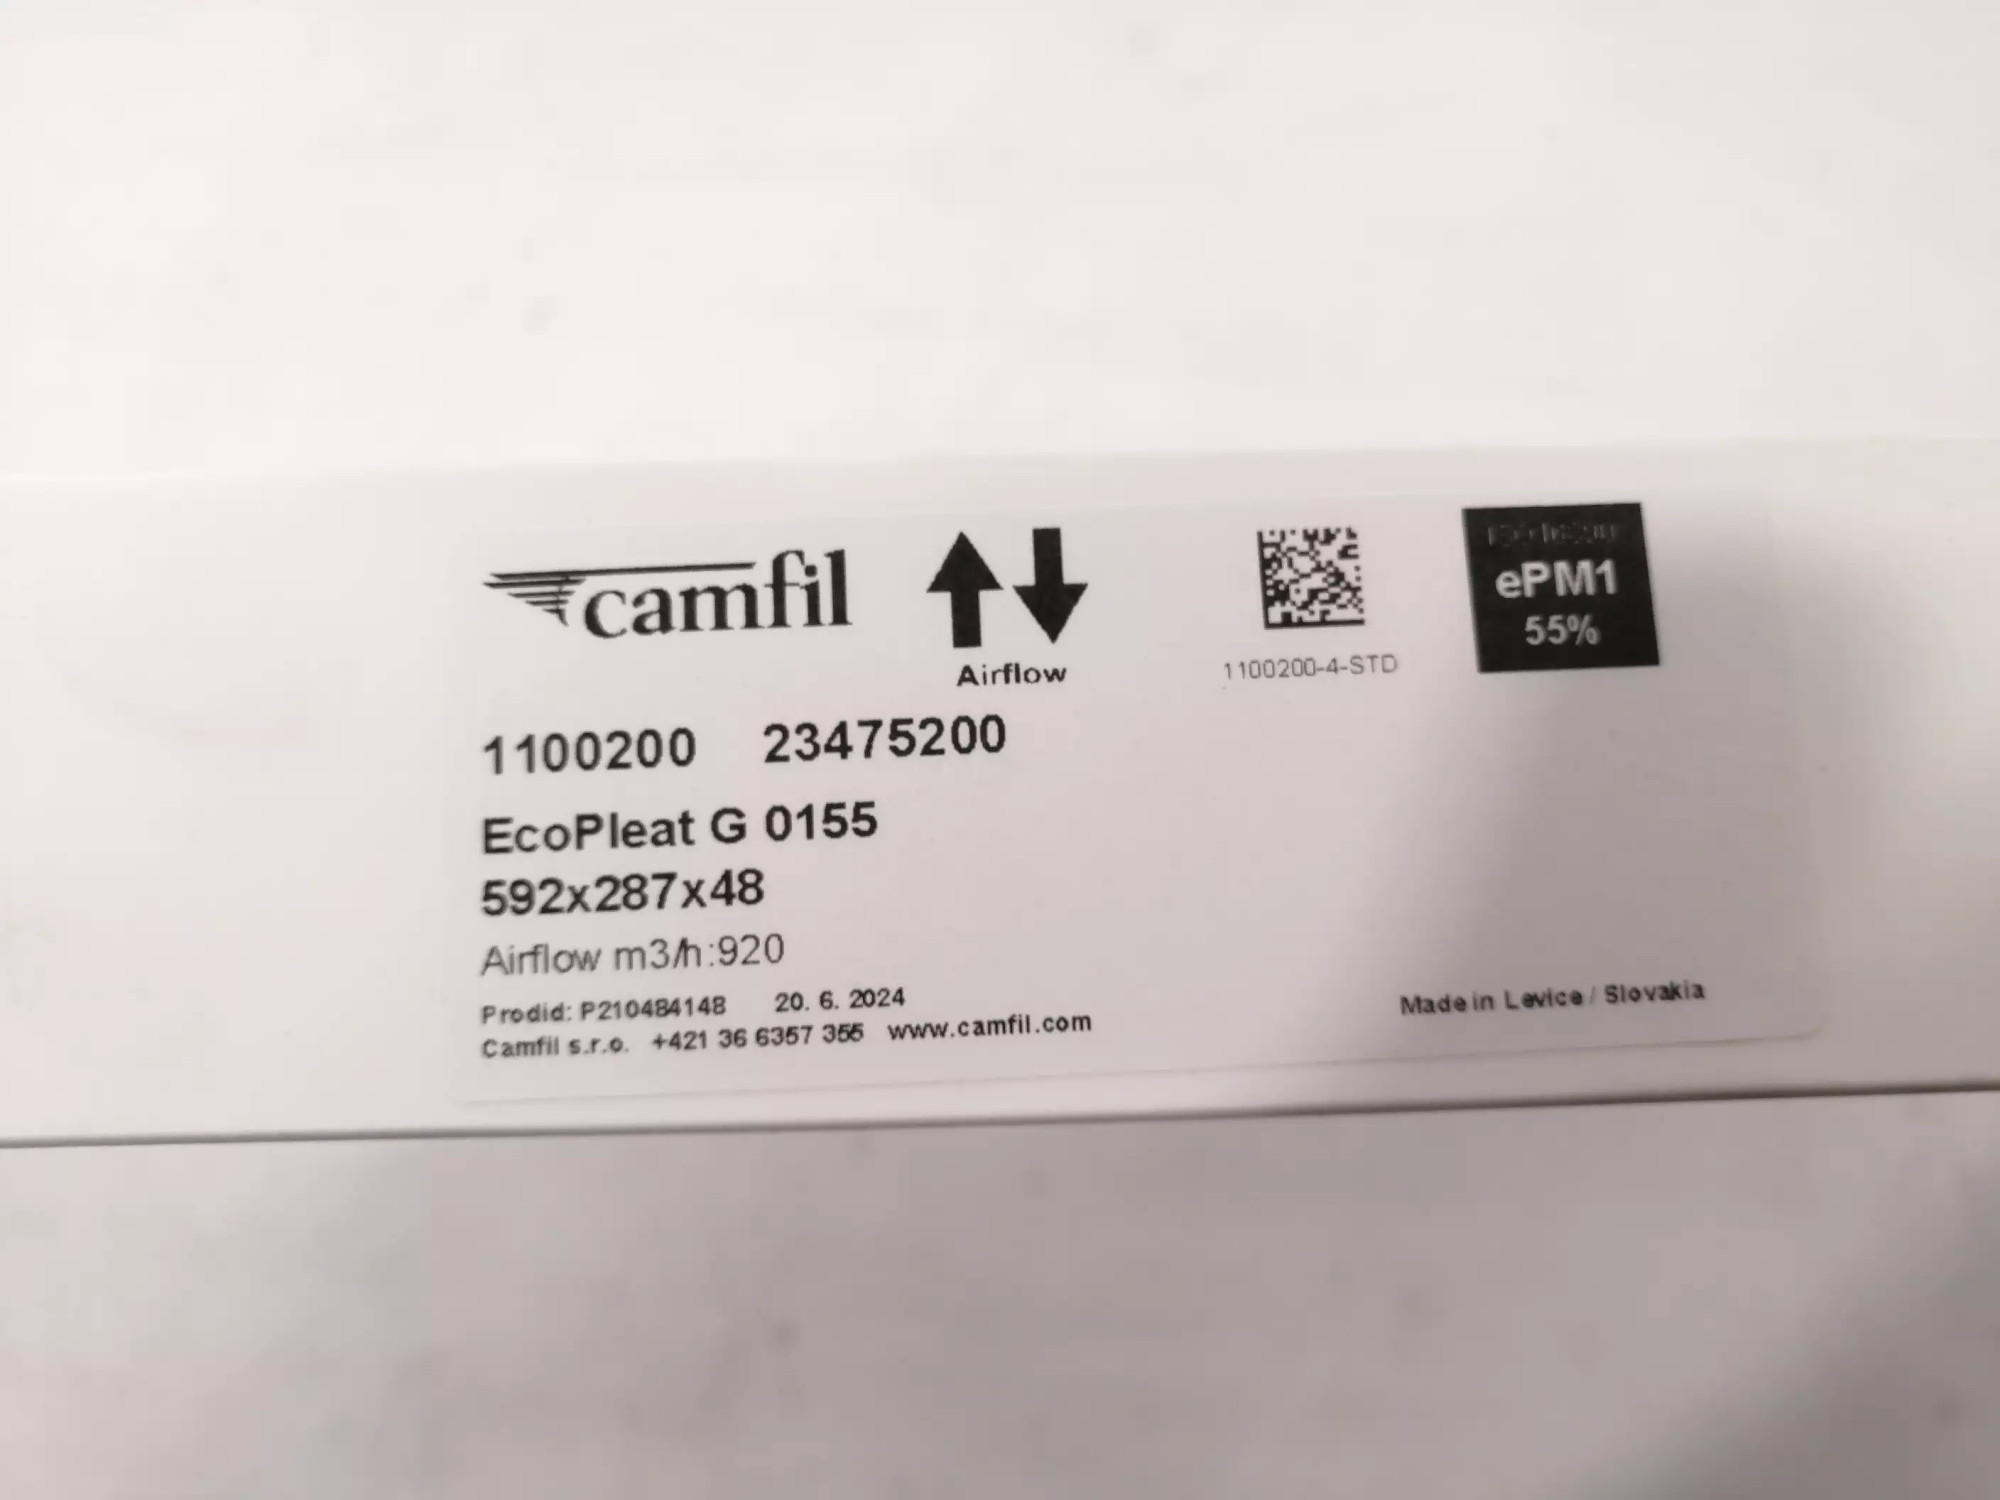 camfil
Airflow
1100200-4-STD
ePM1
55%
1100200 23475200
EcoPleat G 0155
592x287x48
Airflow m3/h:920
Prodid: P210484148 20. 6. 2024
Camfil s.r.o. +421 36 6357 355 www.camfil.com
Made in Levice / Slovakia